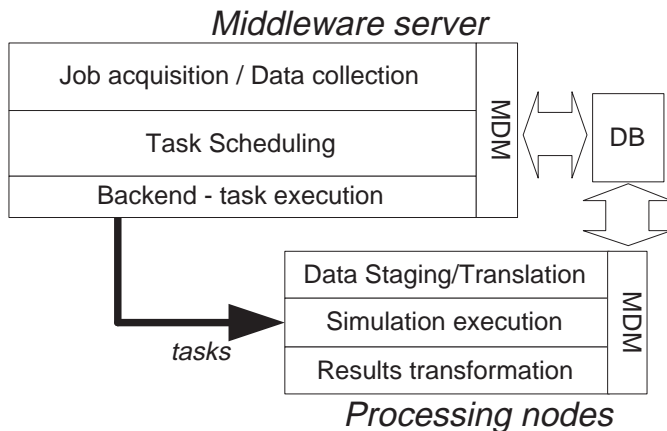 Middleware server
Job acquisition / Data collection
MDM
Task Scheduling
DB
Backend - task execution
Data Staging/Translation
MDM
Simulation execution
tasks
Results transformation
Processing nodes